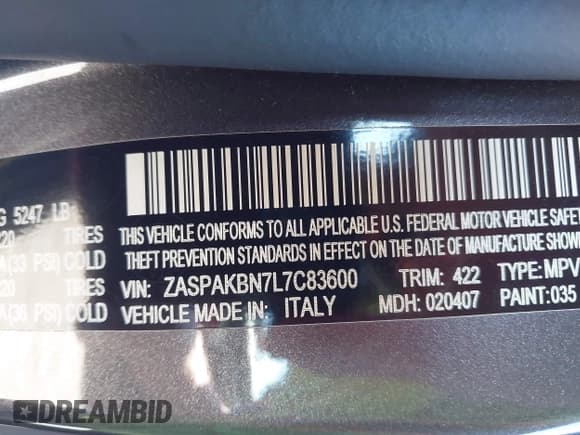 G 5247 LB
20 TIRES
A(33 PSI) COLD
20 TIRES
A(36 PSI) COLD
THIS VEHICLE CONFORMS TO ALL APPLICABLE U.S. FEDERAL MOTOR VEHICLE SAFE
THEFT PREVENTION STANDARDS IN EFFECT ON THE DATE OF MANUFACTURE SHOW
VIN: ZASPAKBN7L7C83600 TRIM: 422 TYPE: MPV
VEHICLE MADE IN: ITALY MDH: 020407 PAINT: 035
DREAMBID